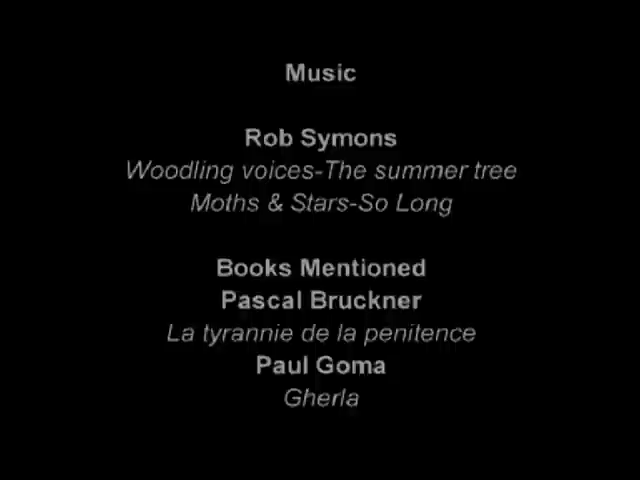 Music
Rob Symons
Woodling voices-The summer tree
Moths & Stars-So Long
Books Mentioned
Pascal Bruckner
La tyrannie de la penitence
Paul Goma
Gherla